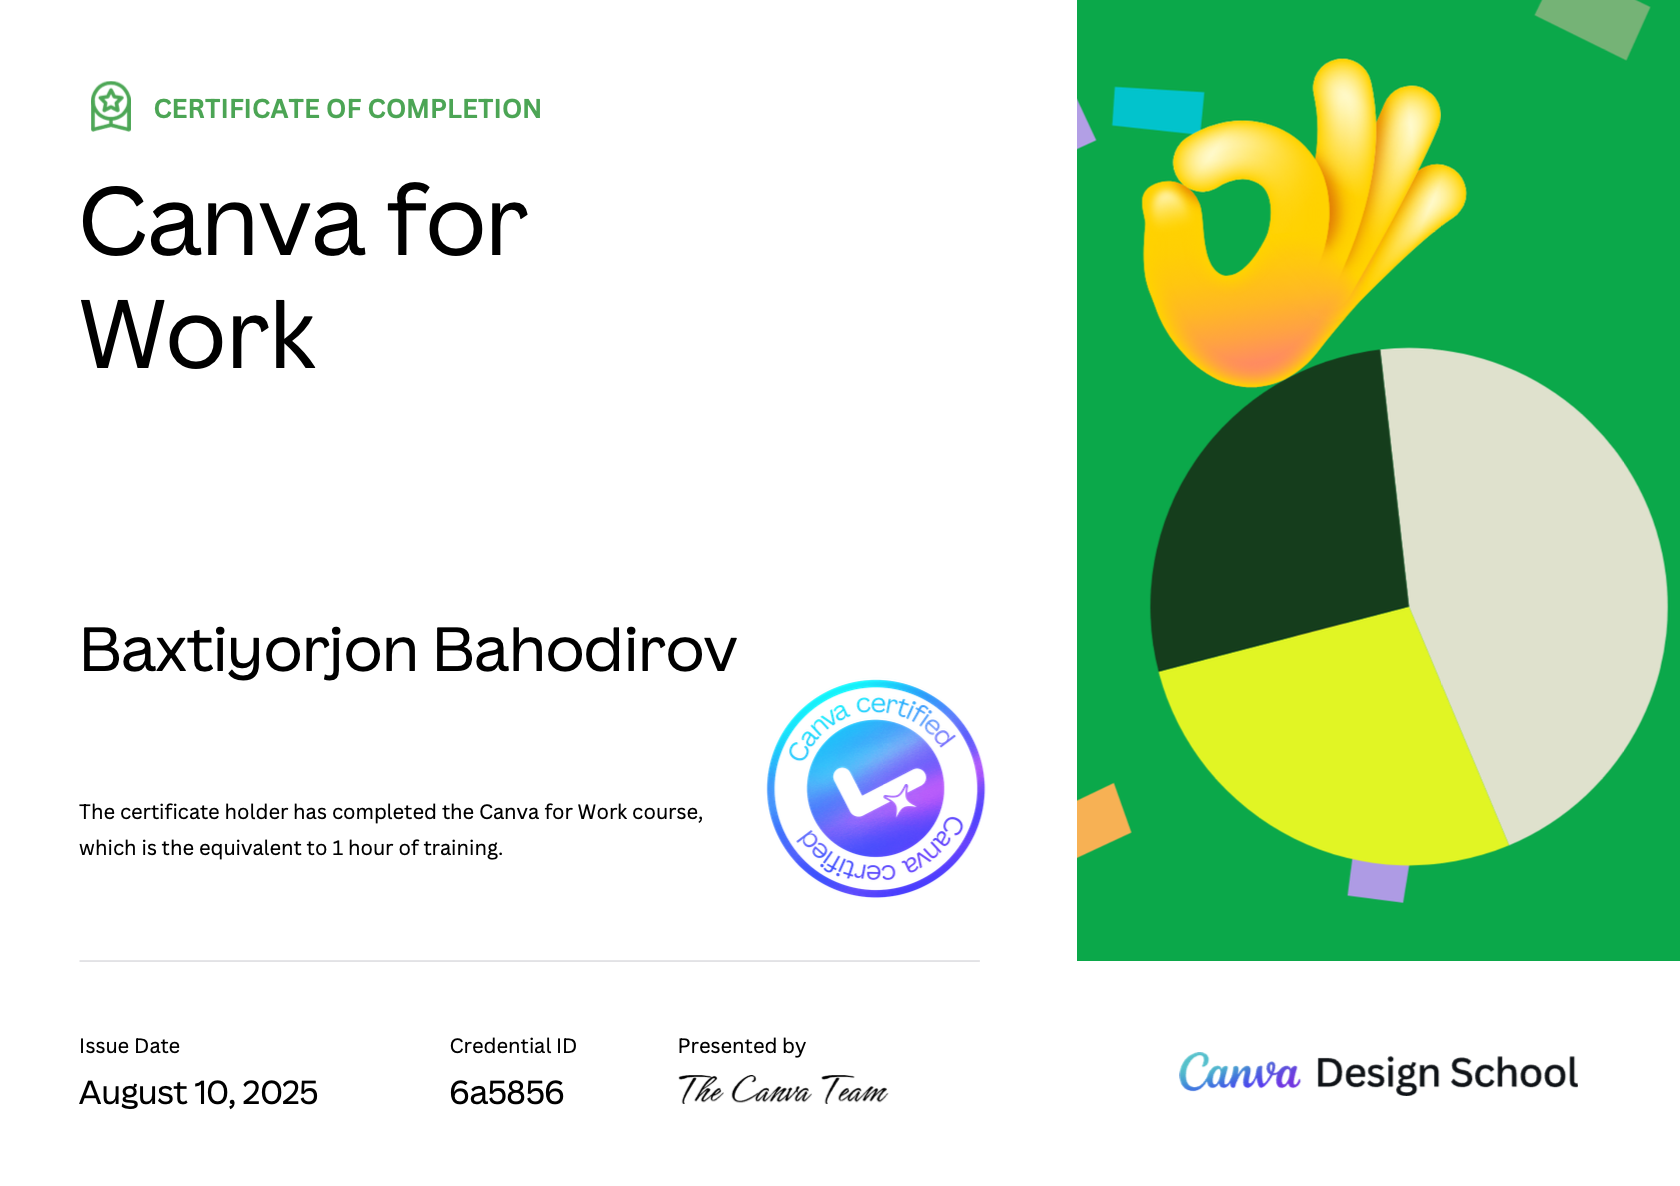 CERTIFICATE OF COMPLETION
Canva for
Work
Baxtiyorjon Bahodirov
Canva certified
Canva certified
The certificate holder has completed the Canva for Work course,
which is the equivalent to 1 hour of training.
Issue Date
August 10, 2025
Credential ID
6a5856
Presented by
The Canva Team
Canva Design School